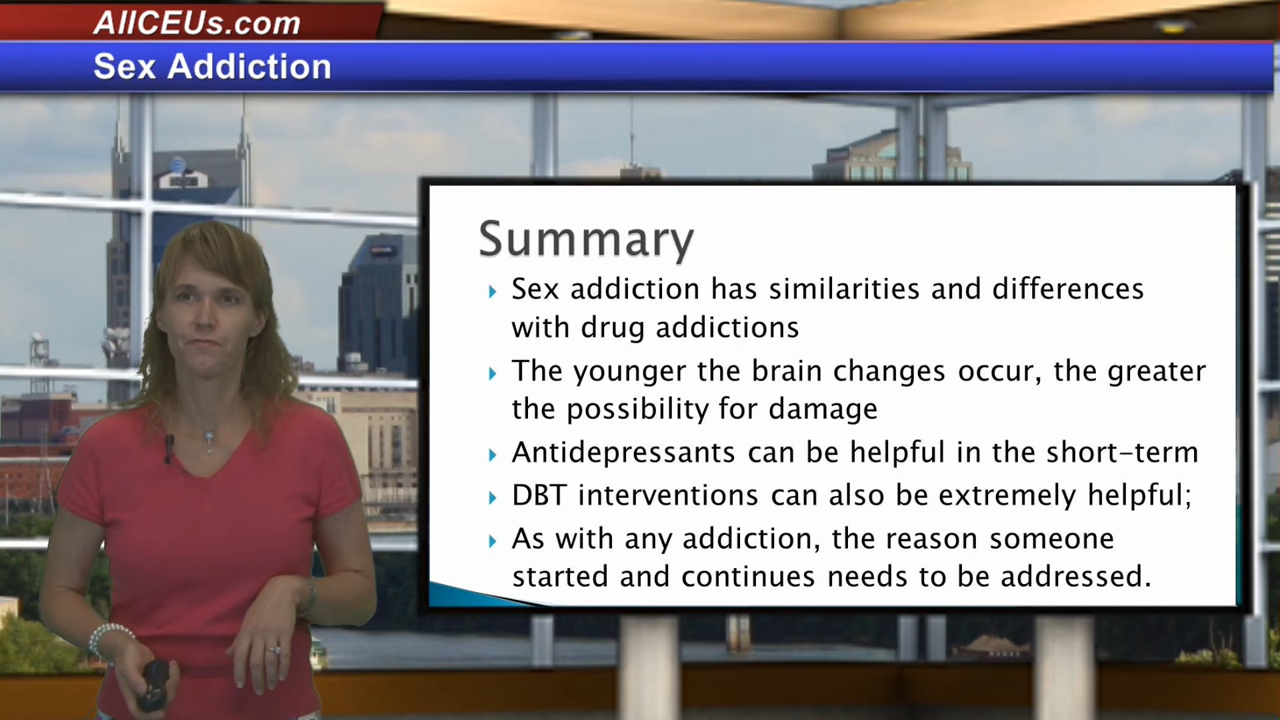 AllCEUs.com
Sex Addiction
Summary
Sex addiction has similarities and differences
with drug addictions
The younger the brain changes occur, the greater
the possibility for damage
Antidepressants can be helpful in the short-term
DBT interventions can also be extremely helpful;
As with any addiction, the reason someone
started and continues needs to be addressed.